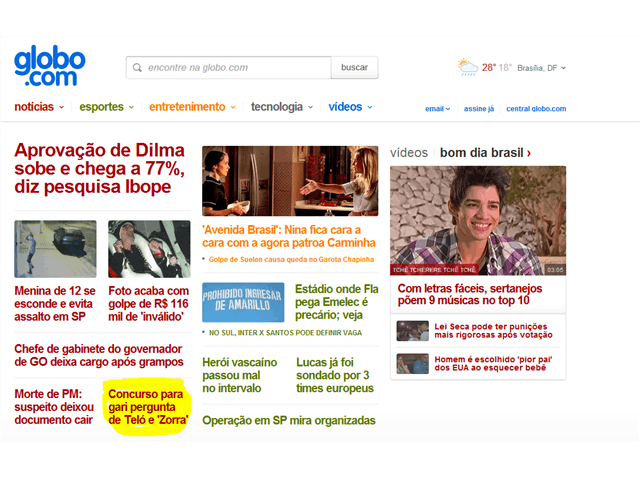 globo
.com
encontre na globo.com
buscar
28° 18° Brasília, DF
notícias esportes entretenimento tecnologia vídeos
email assine já central globo.com
Aprovação de Dilma
sobe e chega a 77%,
diz pesquisa Ibope
Menina de 12 se
esconde e evita
assalto em SP
Foto acaba com
golpe de R$ 116
mil de 'inválido'
Chefe de gabinete do governador
de GO deixa cargo após grampos
Morte de PM:
suspeito deixou
documento cair
Concurso para
gari pergunta
de Teló e 'Zorra'
'Avenida Brasil': Nina fica cara a
cara com a agora patroa Carminha
• Golpe de Suelen causa queda no Garota Chapinha
PROHIBIDO INGRESAR
DE AMARILLO
Estádio onde Fla
pega Emelec é
precário; veja
• NO SUL, INTER X SANTOS PODE DEFINIR VAGA
Herói vascaíno
passou mal
no intervalo
Lucas já foi
sondado por 3
times europeus
Operação em SP mira organizadas
vídeos bom dia brasil ›
TCHÊ TCHERERE TCHÊ TCHÊ
03:05
Com letras fáceis, sertanejos
põem 9 músicas no top 10
Lei Seca pode ter punições
mais rigorosas após votação
Homem é escolhido 'pior pai'
dos EUA ao esquecer bebê